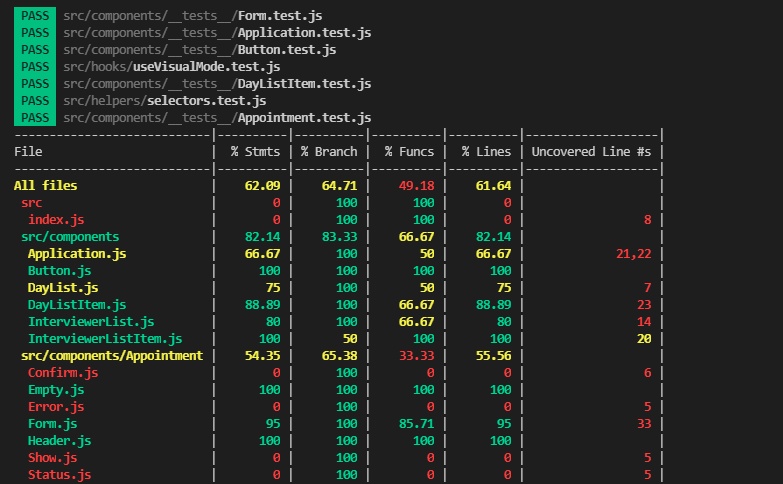 PASS src/components/__tests__/Form.test.js
PASS src/components/__tests__/Application.test.js
PASS src/components/__tests__/Button.test.js
PASS src/hooks/useVisualMode.test.js
PASS src/components/__tests__/DayListItem.test.js
PASS src/helpers/selectors.test.js
PASS src/components/__tests__/Appointment.test.js
----------------------------|----------|----------|----------|----------|-------------------|
File                        |  % Stmts | % Branch |  % Funcs |  % Lines | Uncovered Line #s |
----------------------------|----------|----------|----------|----------|-------------------|
All files                   |    62.09 |    64.71 |    49.18 |    61.64 |                   |
 src                        |        0 |      100 |      100 |        0 |                   |
  index.js                  |        0 |      100 |      100 |        0 |                 8 |
 src/components             |    82.14 |    83.33 |    66.67 |    82.14 |                   |
  Application.js            |    66.67 |      100 |       50 |    66.67 |             21,22 |
  Button.js                 |      100 |      100 |      100 |      100 |                   |
  DayList.js                |       75 |      100 |       50 |       75 |                 7 |
  DayListItem.js            |    88.89 |      100 |    66.67 |    88.89 |                23 |
  InterviewerList.js        |       80 |      100 |    66.67 |       80 |                14 |
  InterviewerListItem.js    |      100 |       50 |      100 |      100 |                20 |
 src/components/Appointment |    54.35 |    65.38 |    33.33 |    55.56 |                   |
  Confirm.js                |        0 |      100 |        0 |        0 |                 6 |
  Empty.js                  |      100 |      100 |      100 |      100 |                   |
  Error.js                  |        0 |      100 |        0 |        0 |                 5 |
  Form.js                   |       95 |      100 |    85.71 |       95 |                33 |
  Header.js                 |      100 |      100 |      100 |      100 |                   |
  Show.js                   |        0 |      100 |        0 |        0 |                 5 |
  Status.js                 |        0 |      100 |        0 |        0 |                 5 |